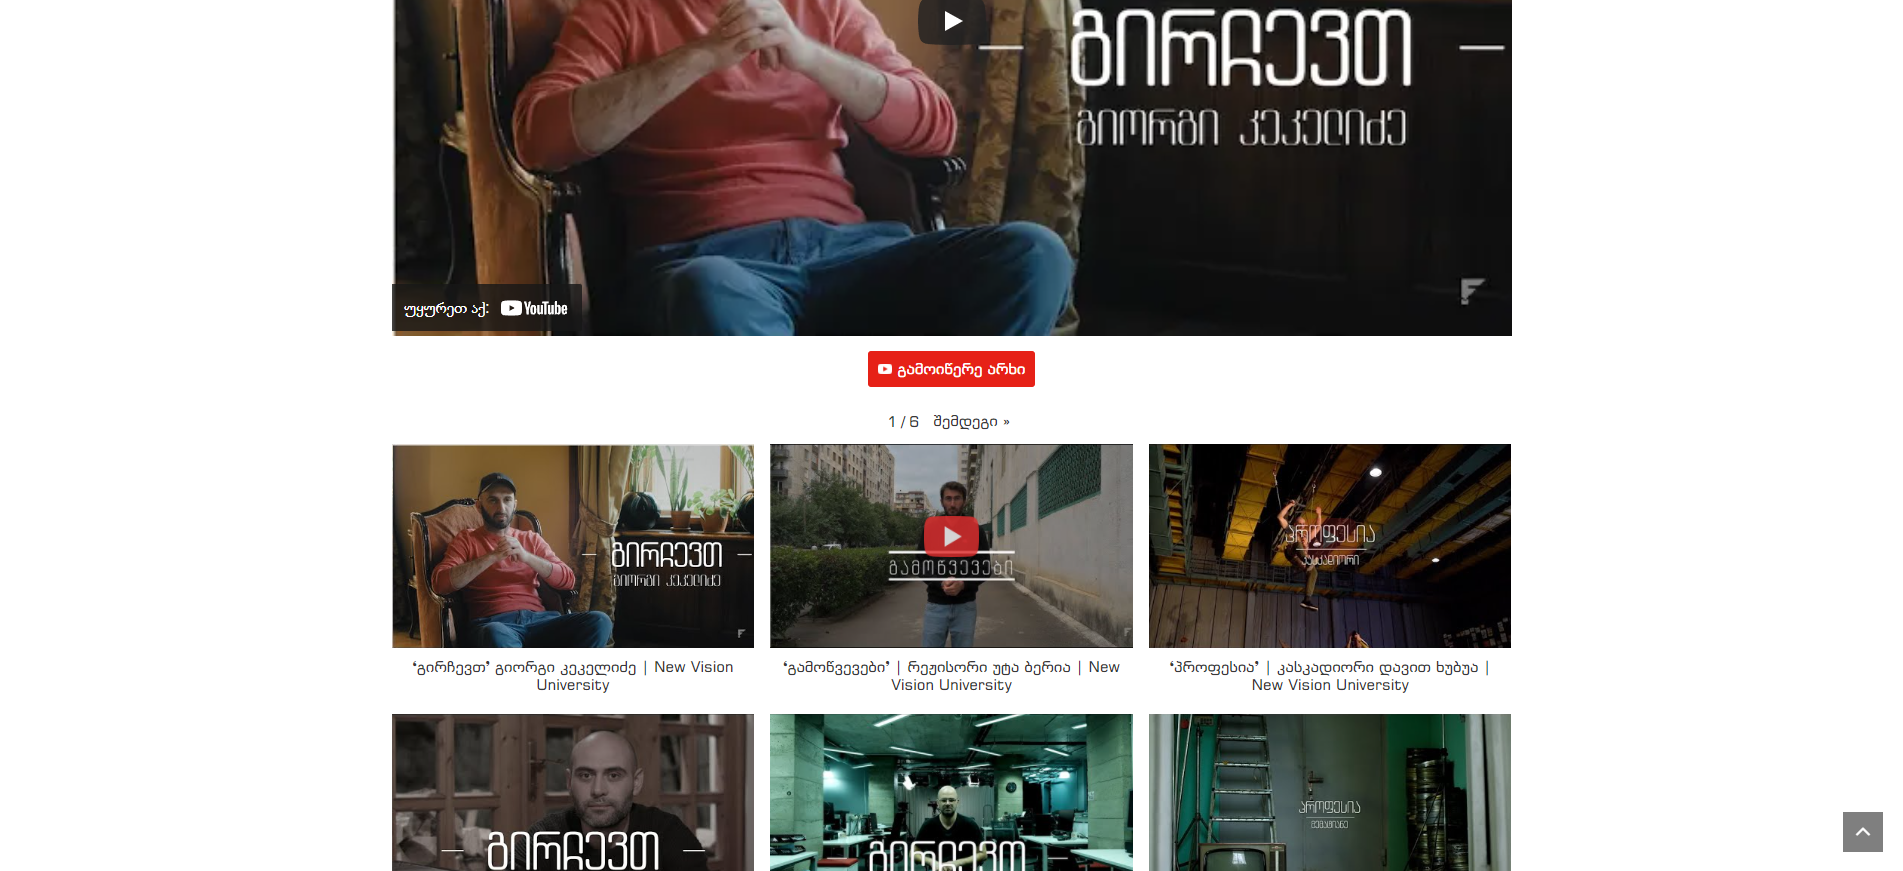 გირჩევთ
გიორგი კეკელიძე
უყურეთ აქ: YouTube
გამოიწერე არხი
1 / 6 შემდეგი »
გირჩევთ
გიორგი კეკელიძე
გამოწვევები
პროფესია
კასკადიორი
‘გირჩევთ’ გიორგი კეკელიძე | New Vision
University
‘გამოწვევები’ | რეჟისორი უტა ბერია | New
Vision University
‘პროფესია’ | კასკადიორი დავით ხუბუა |
New Vision University
გირჩევთ
გირჩევთ
პროფესია
მემატიანე